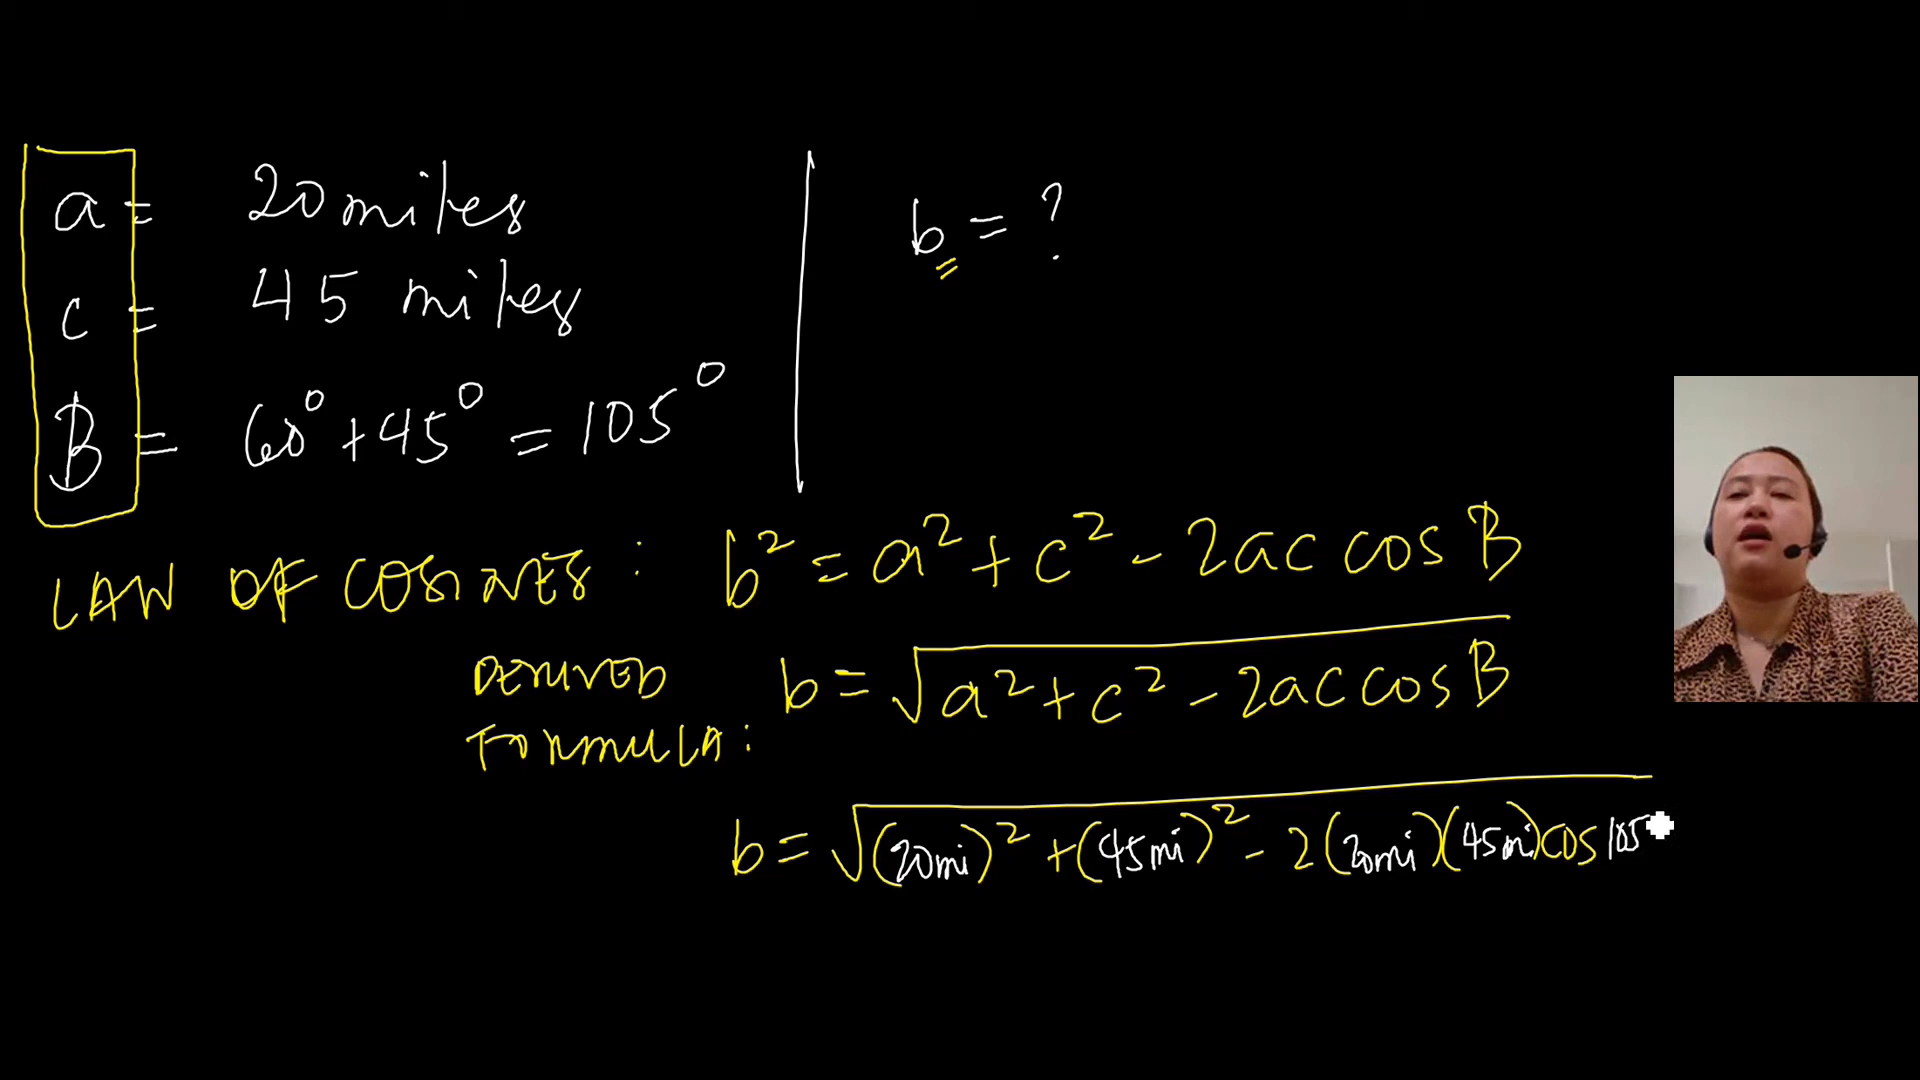 a = 20 miles
c = 45 miles
B = 60° + 45° = 105°
b = ?
LAW OF COSINES : b² = a² + c² - 2ac cos B
DERIVED
FORMULA :
b = √a² + c² - 2ac cos B
b = √(20mi)² + (45mi)² - 2(20mi)(45mi) cos 105